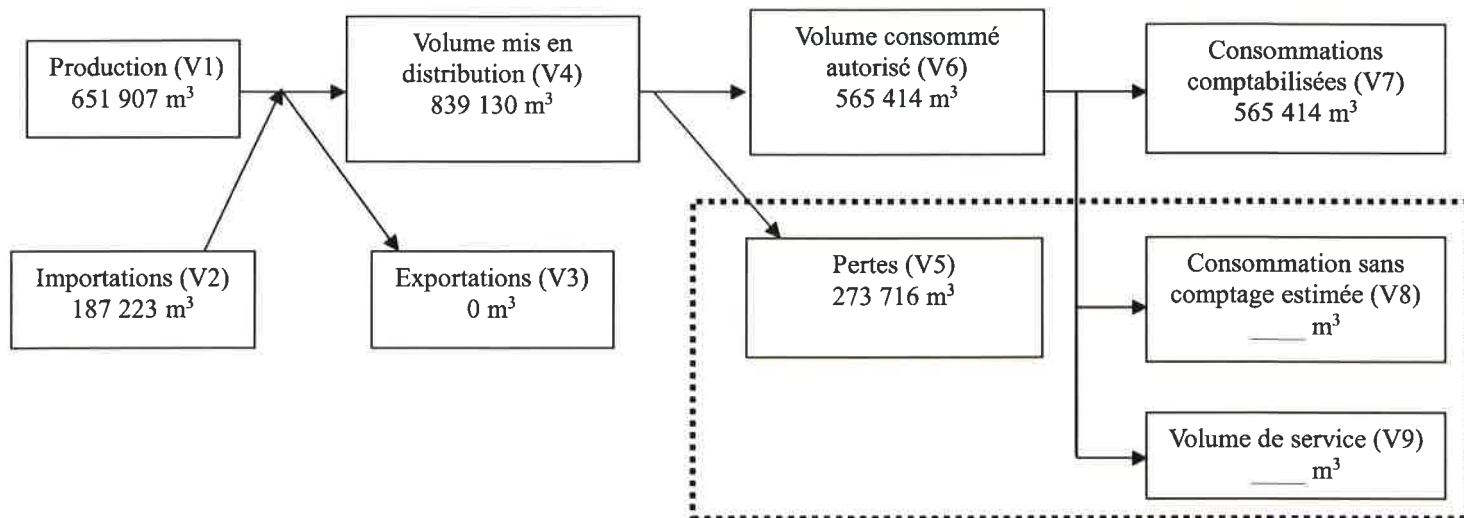 Production (V1)
651 907 m³
Volume mis en
distribution (V4)
839 130 m³
Volume consommé
autorisé (V6)
565 414 m³
Consommations
comptabilisées (V7)
565 414 m³
Importations (V2)
187 223 m³
Exportations (V3)
0 m³
Pertes (V5)
273 716 m³
Consommation sans
comptage estimée (V8)
____ m³
Volume de service (V9)
____ m³